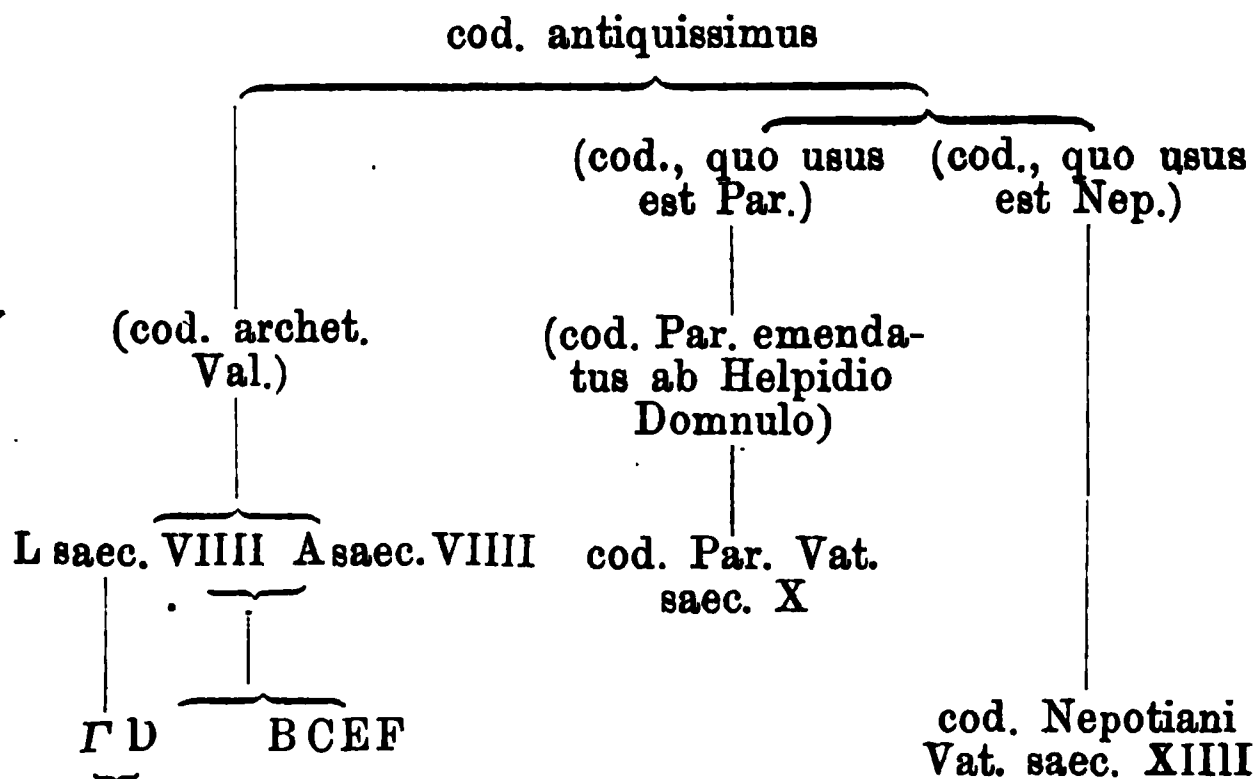 cod. antiquissimus
(cod., quo usus est Par.)
(cod., quo usus est Nep.)
(cod. archet. Val.)
(cod. Par. emenda-
tus ab Helpidio
Domnulo)
L saec. VIIII A saec. VIIII
cod. Par. Vat.
saec. X
Γ D
B C E F
cod. Nepotiani
Vat. saec. XIIII